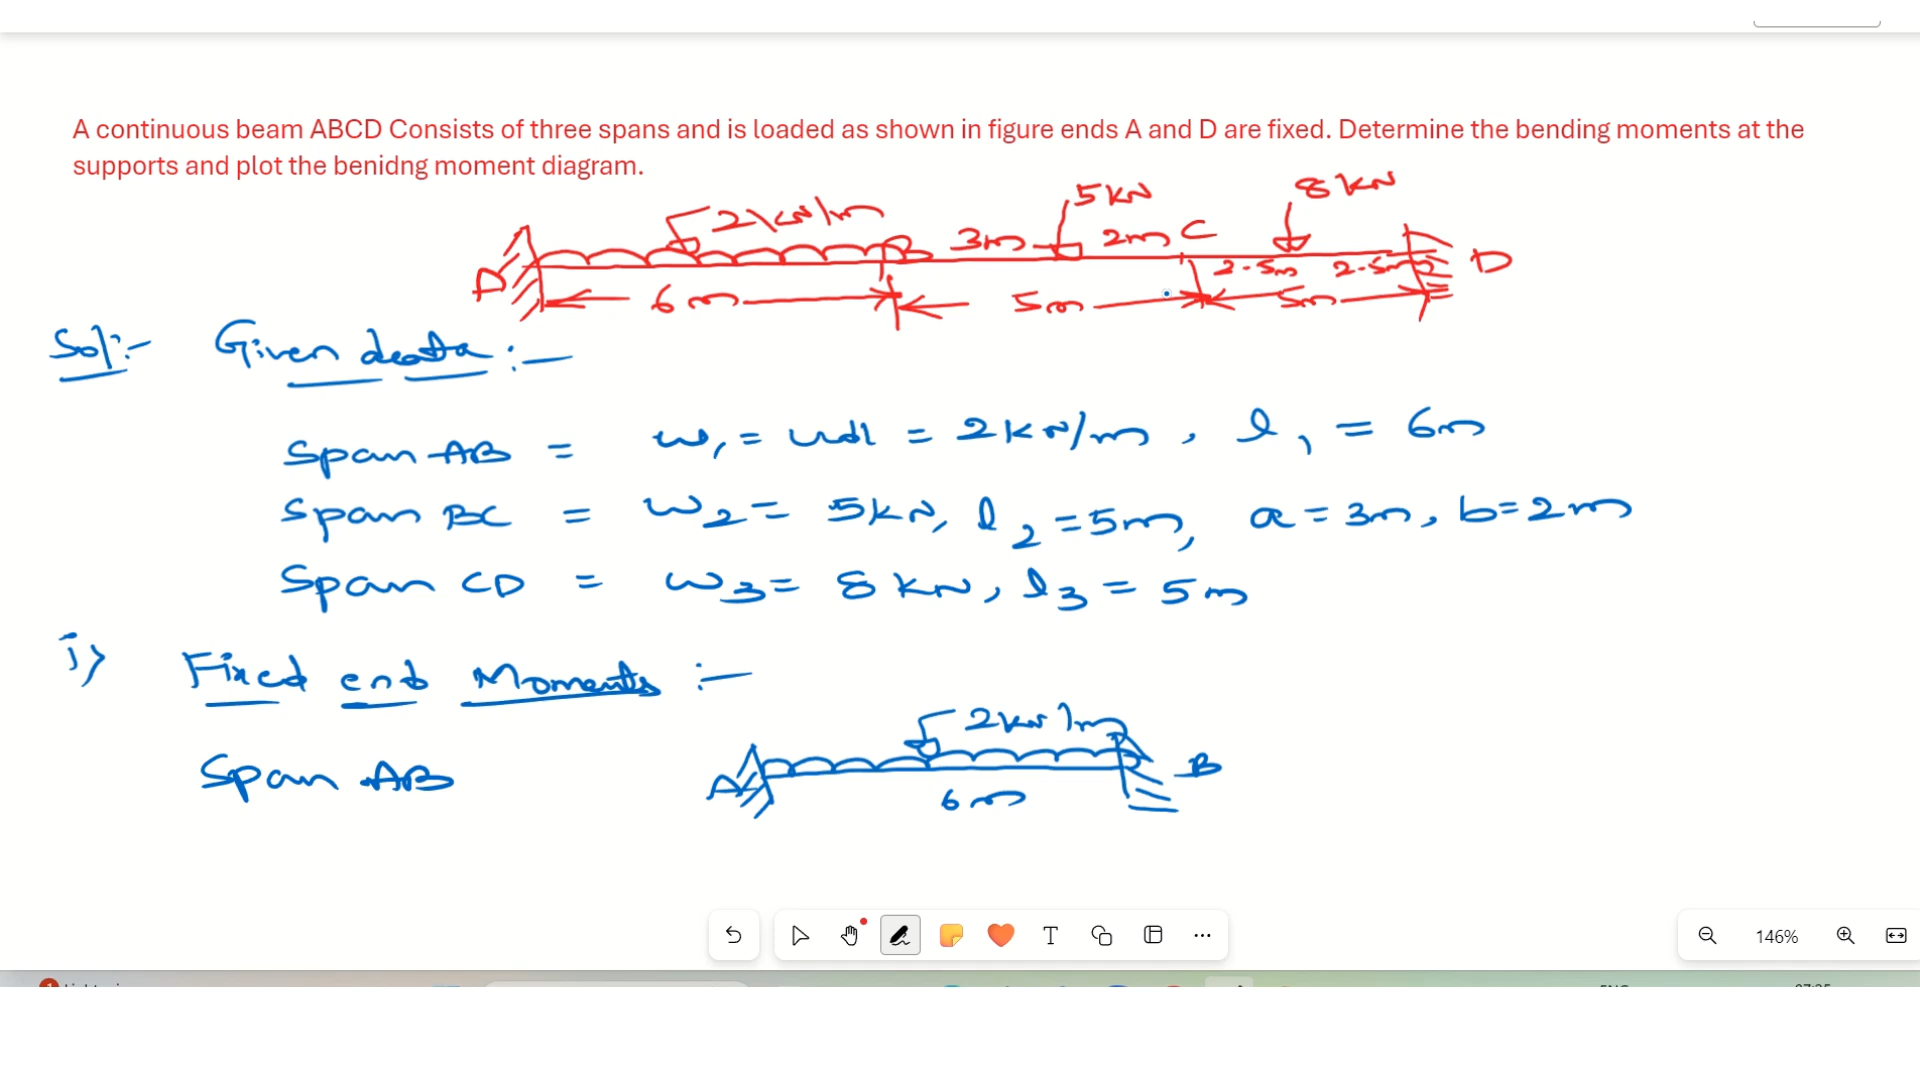 A continuous beam ABCD Consists of three spans and is loaded as shown in figure ends A and D are fixed. Determine the bending moments at the
supports and plot the benidng moment diagram.
2kN/m 5kN 8kN
A B 3m 2m C 2.5m 2.5m D
6m 5m 5m
Sol:- Given data:-
Span AB = w1 = udl = 2kN/m, l1 = 6m
Span BC = w2 = 5kN, l2 = 5m, a = 3m, b = 2m
Span CD = w3 = 8kN, l3 = 5m
i) Fixed end Moments :-
2kN/m
Span AB A B
6m
146%